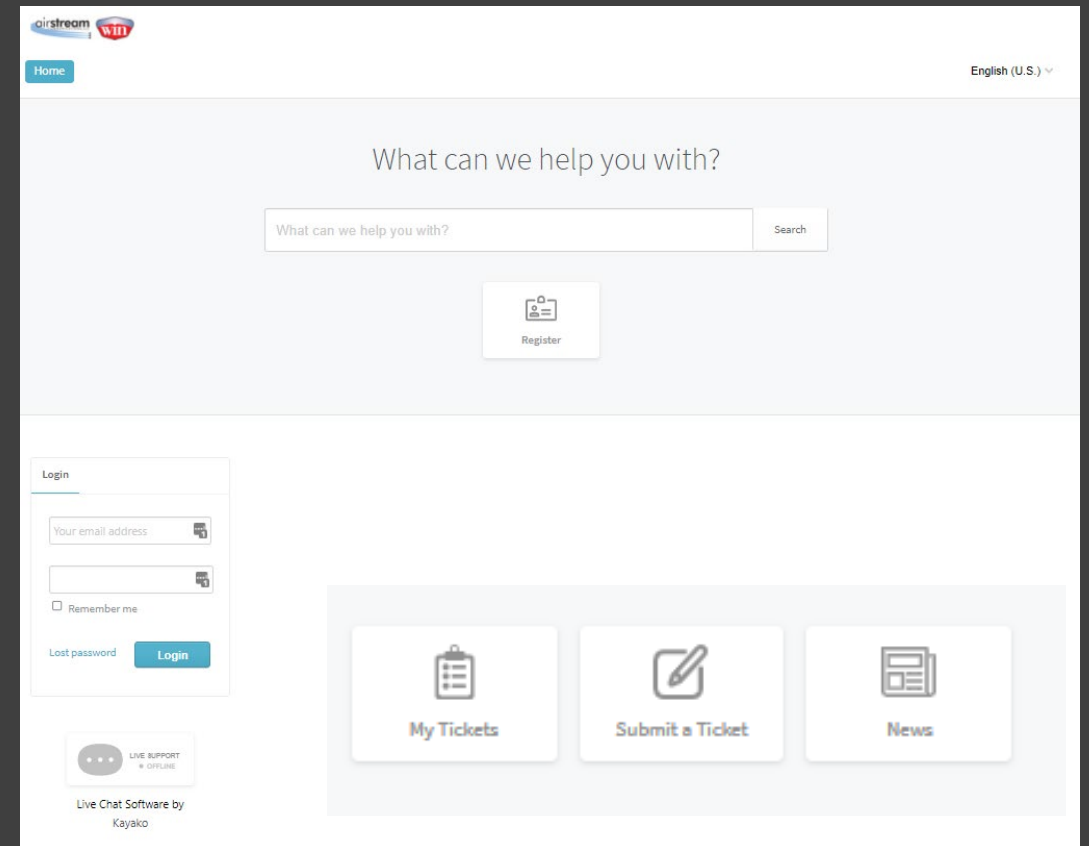 airstream win
Home
English (U.S.)
What can we help you with?
What can we help you with?
Search
Register
Login
Your email address
Remember me
Lost password
Login
My Tickets
Submit a Ticket
News
LIVE SUPPORT
OFFLINE
Live Chat Software by
Kayako